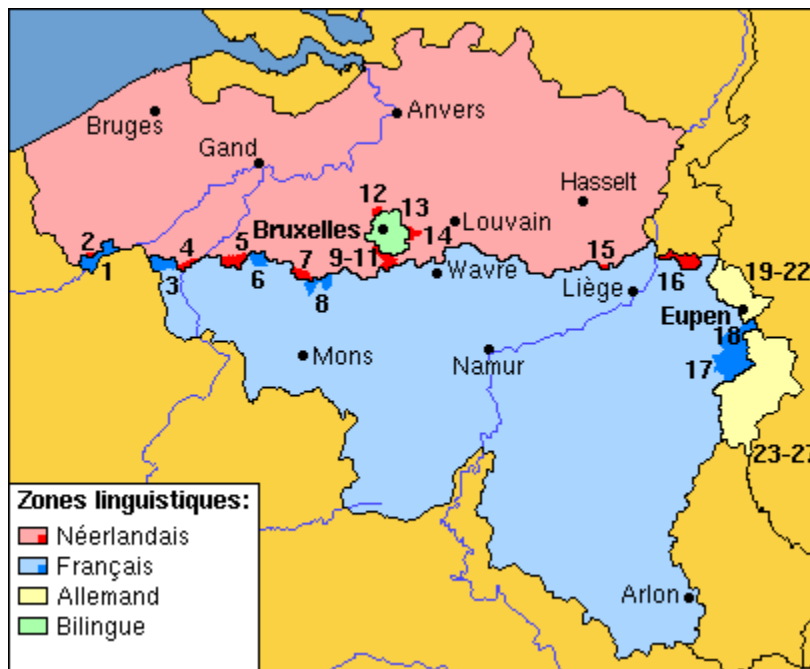 Bruges
Anvers
Gand
Hasselt
12
13
Bruxelles
Louvain
14
2
1
3
4
5
6
7
8
9-11
Wavre
15
16
Liège
19-22
Eupen
18
17
Mons
Namur
23-27
Arlon
Zones linguistiques:
Néerlandais
Français
Allemand
Bilingue